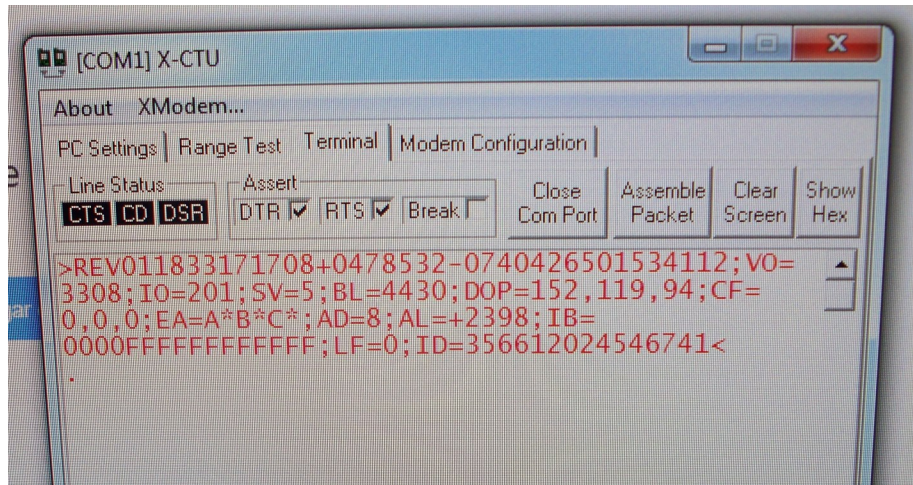 [COM1] X-CTU
About XModem...
PC Settings Range Test Terminal Modem Configuration
Line Status Assert
CTS CD DSR DTR RTS Break Close Com Port Assemble Packet Clear Screen Show Hex
>REV011833171708+0478532-0740426501534112;VO=
3308;IO=201;SV=5;BL=4430;DOP=152,119,94;CF=
0,0,0;EA=A*B*C*;AD=8;AL=+2398;IB=
0000FFFFFFFFFFFF;LF=0;ID=356612024546741<
.